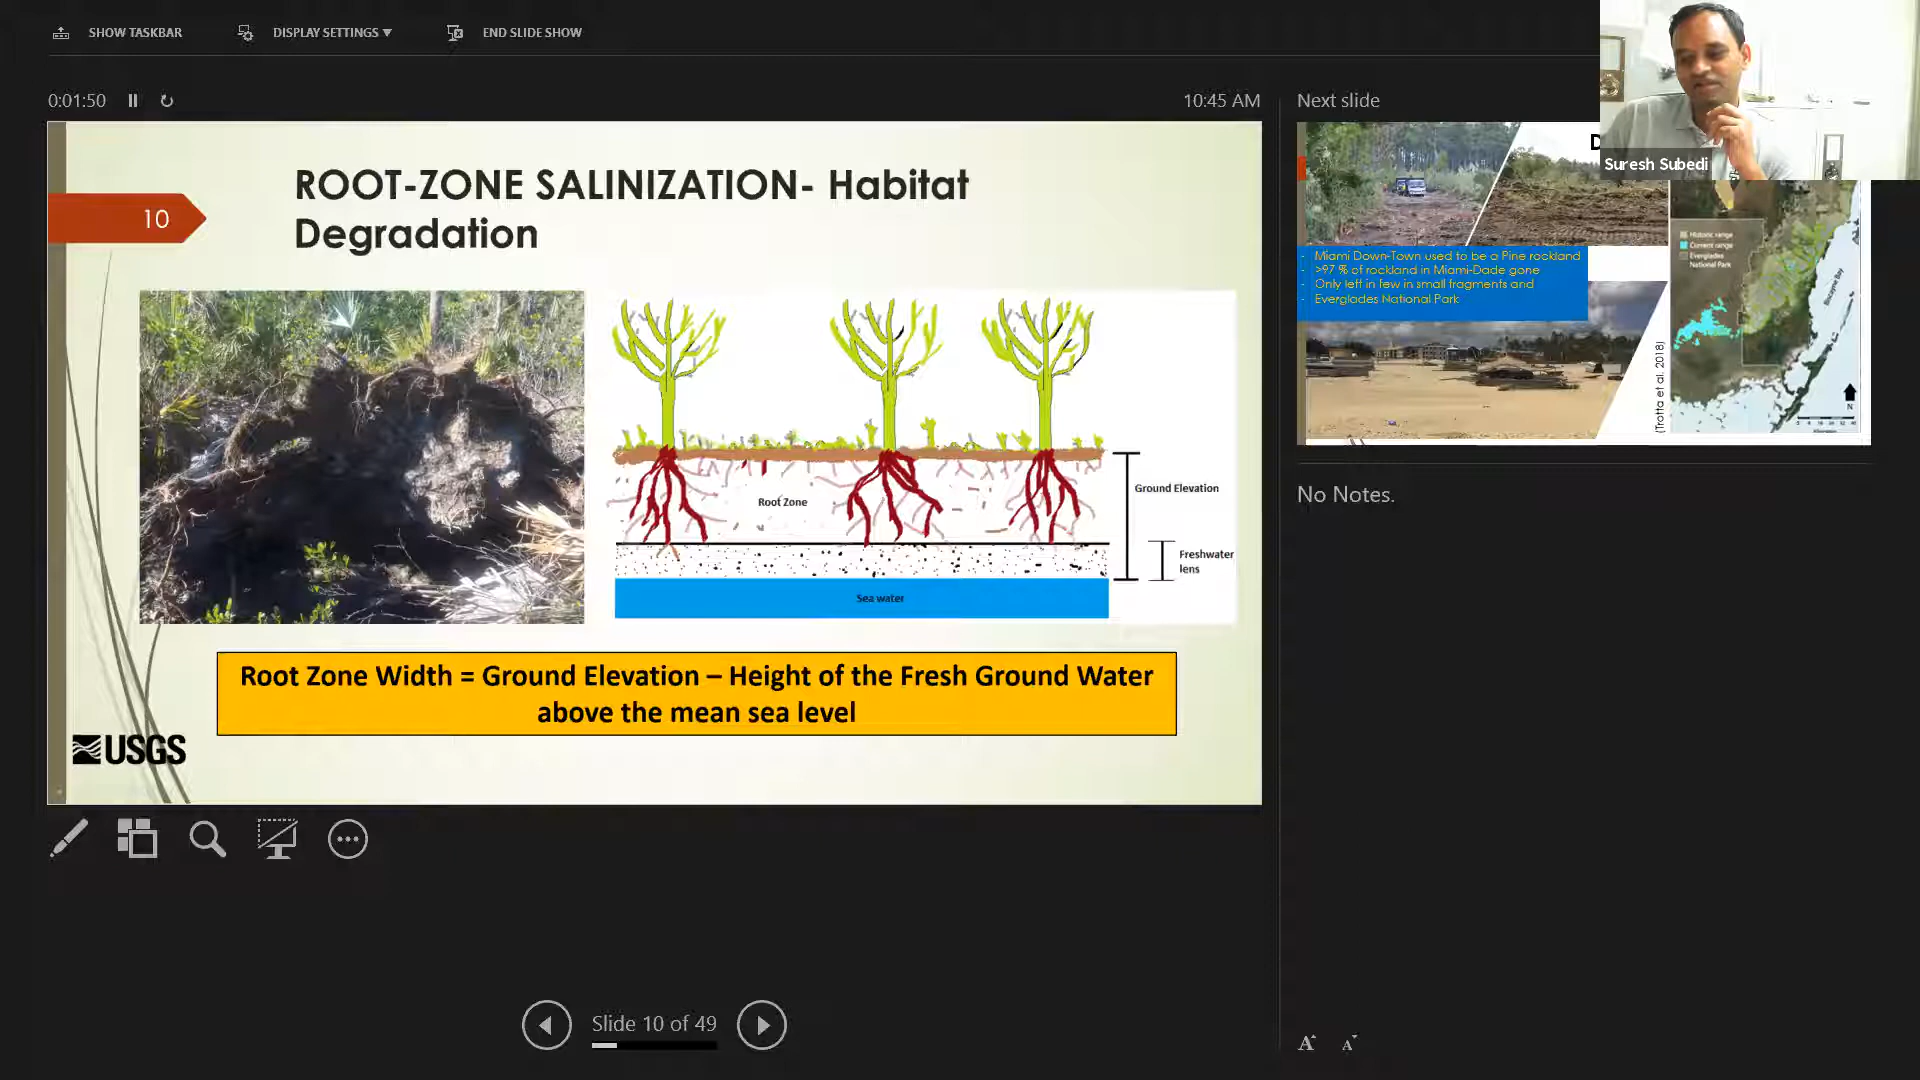 SHOW TASKBAR
DISPLAY SETTINGS ▼
END SLIDE SHOW
0:01:50
10:45 AM
Next slide
Suresh Subedi
10
ROOT-ZONE SALINIZATION- Habitat
Degradation
Root Zone
Ground Elevation
Freshwater
lens
Sea water
Root Zone Width = Ground Elevation – Height of the Fresh Ground Water
above the mean sea level
USGS
D
- Miami Down-Town used to be a Pine rockland
- >97 % of rockland in Miami-Dade gone
- Only left in few in small fragments and
- Everglades National Park
Historic range
Current range
Everglades
National Park
Biscayne Bay
(Trotta et al. 2018)
N
No Notes.
Slide 10 of 49
A
A